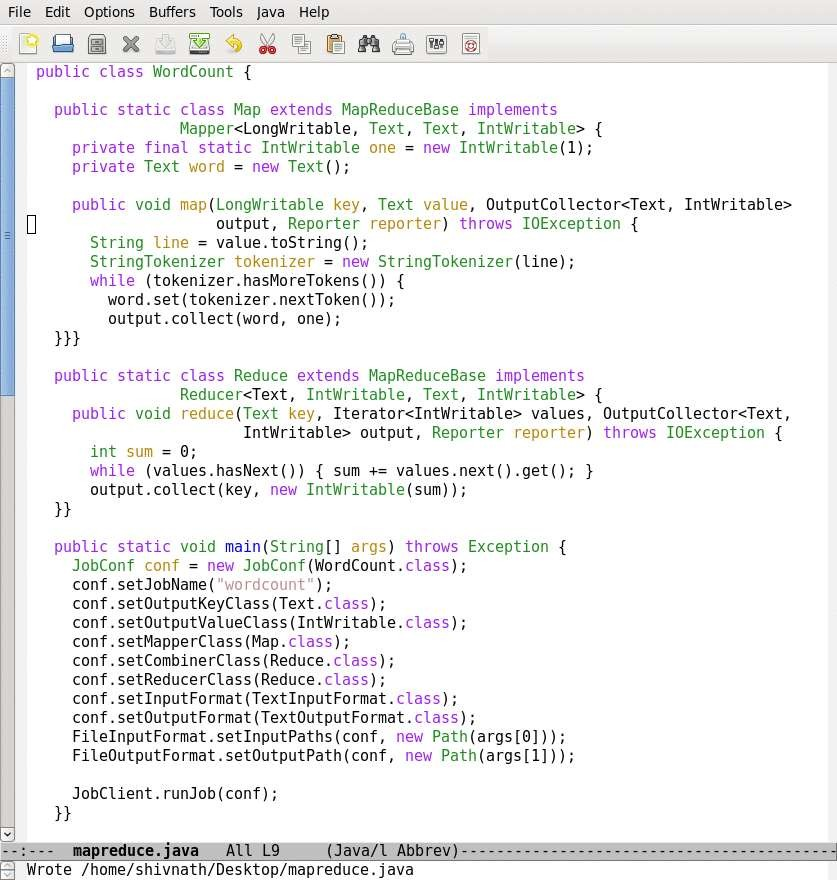 File Edit Options Buffers Tools Java Help
public class WordCount {
  public static class Map extends MapReduceBase implements
                Mapper<LongWritable, Text, Text, IntWritable> {
    private final static IntWritable one = new IntWritable(1);
    private Text word = new Text();
    public void map(LongWritable key, Text value, OutputCollector<Text, IntWritable>
                    output, Reporter reporter) throws IOException {
      String line = value.toString();
      StringTokenizer tokenizer = new StringTokenizer(line);
      while (tokenizer.hasMoreTokens()) {
        word.set(tokenizer.nextToken());
        output.collect(word, one);
  }}}
  public static class Reduce extends MapReduceBase implements
                Reducer<Text, IntWritable, Text, IntWritable> {
    public void reduce(Text key, Iterator<IntWritable> values, OutputCollector<Text,
                       IntWritable> output, Reporter reporter) throws IOException {
      int sum = 0;
      while (values.hasNext()) { sum += values.next().get(); }
      output.collect(key, new IntWritable(sum));
  }}
  public static void main(String[] args) throws Exception {
    JobConf conf = new JobConf(WordCount.class);
    conf.setJobName("wordcount");
    conf.setOutputKeyClass(Text.class);
    conf.setOutputValueClass(IntWritable.class);
    conf.setMapperClass(Map.class);
    conf.setCombinerClass(Reduce.class);
    conf.setReducerClass(Reduce.class);
    conf.setInputFormat(TextInputFormat.class);
    conf.setOutputFormat(TextOutputFormat.class);
    FileInputFormat.setInputPaths(conf, new Path(args[0]));
    FileOutputFormat.setOutputPath(conf, new Path(args[1]));
    JobClient.runJob(conf);
  }}
--:---  mapreduce.java   All L9     (Java/l Abbrev)------------------------------------------
Wrote /home/shivnath/Desktop/mapreduce.java